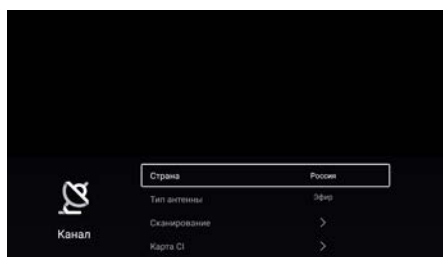 Страна Россия
Тип антенны Эфир
Сканирование
Канал
Карта CI